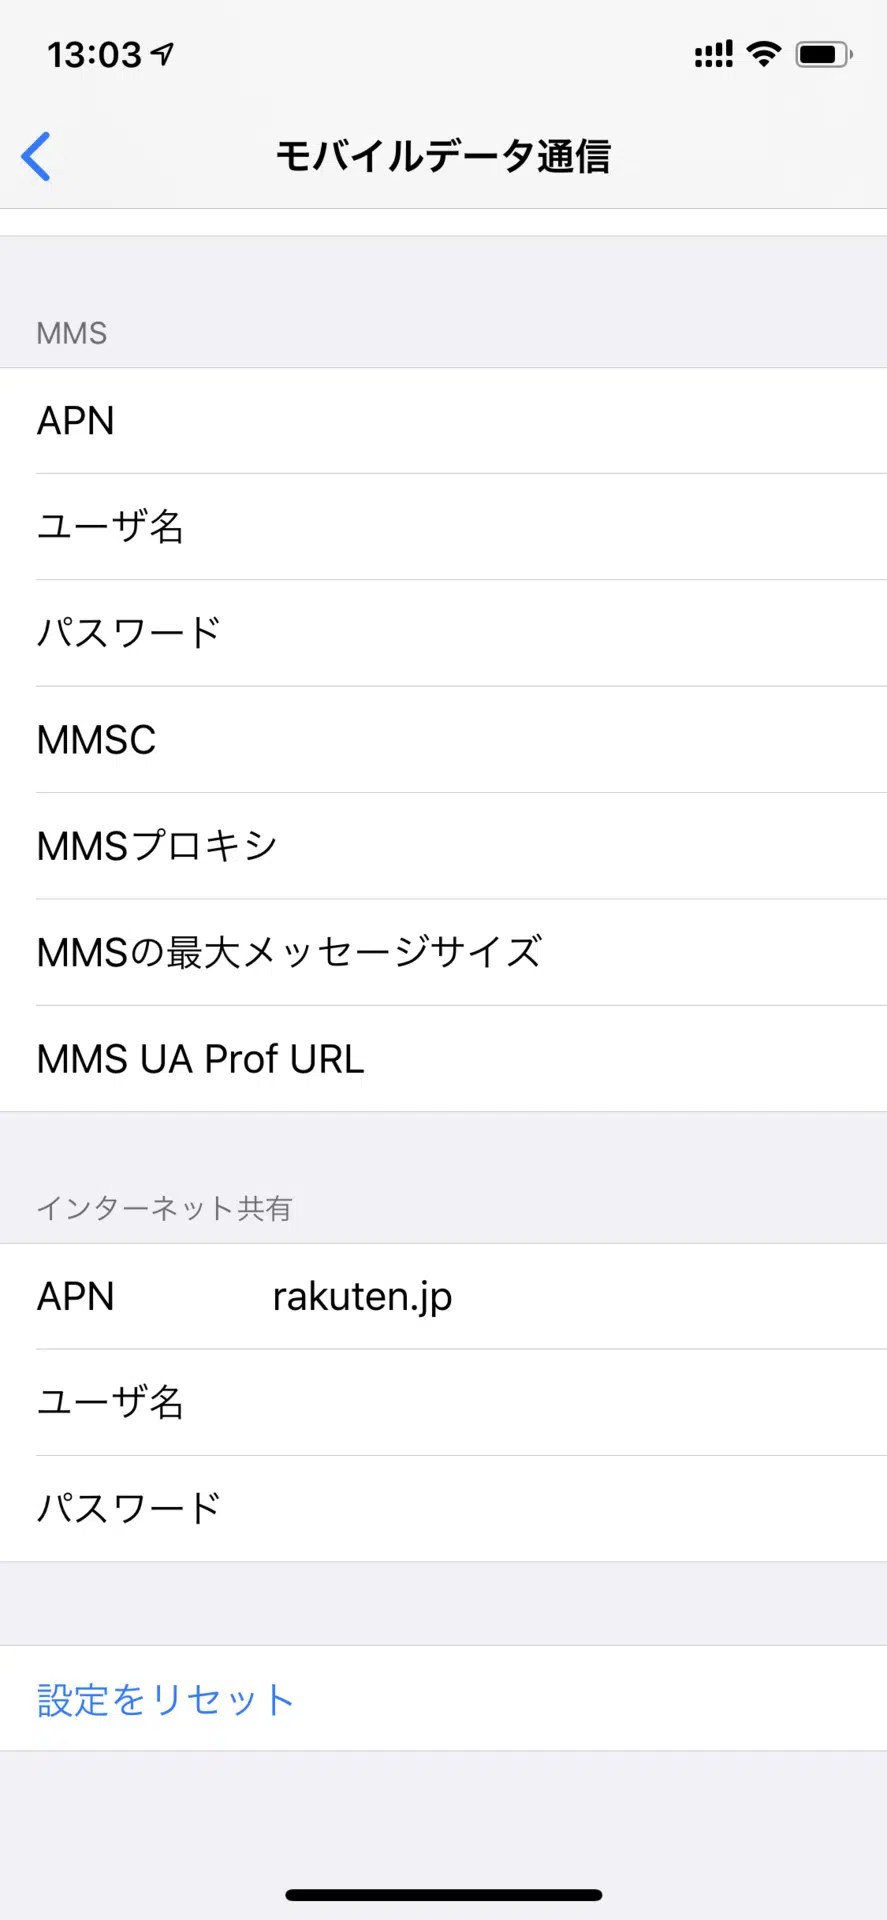 13:03
モバイルデータ通信
MMS
APN
ユーザ名
パスワード
MMSC
MMSプロキシ
MMSの最大メッセージサイズ
MMS UA Prof URL
インターネット共有
APN rakuten.jp
ユーザ名
パスワード
設定をリセット